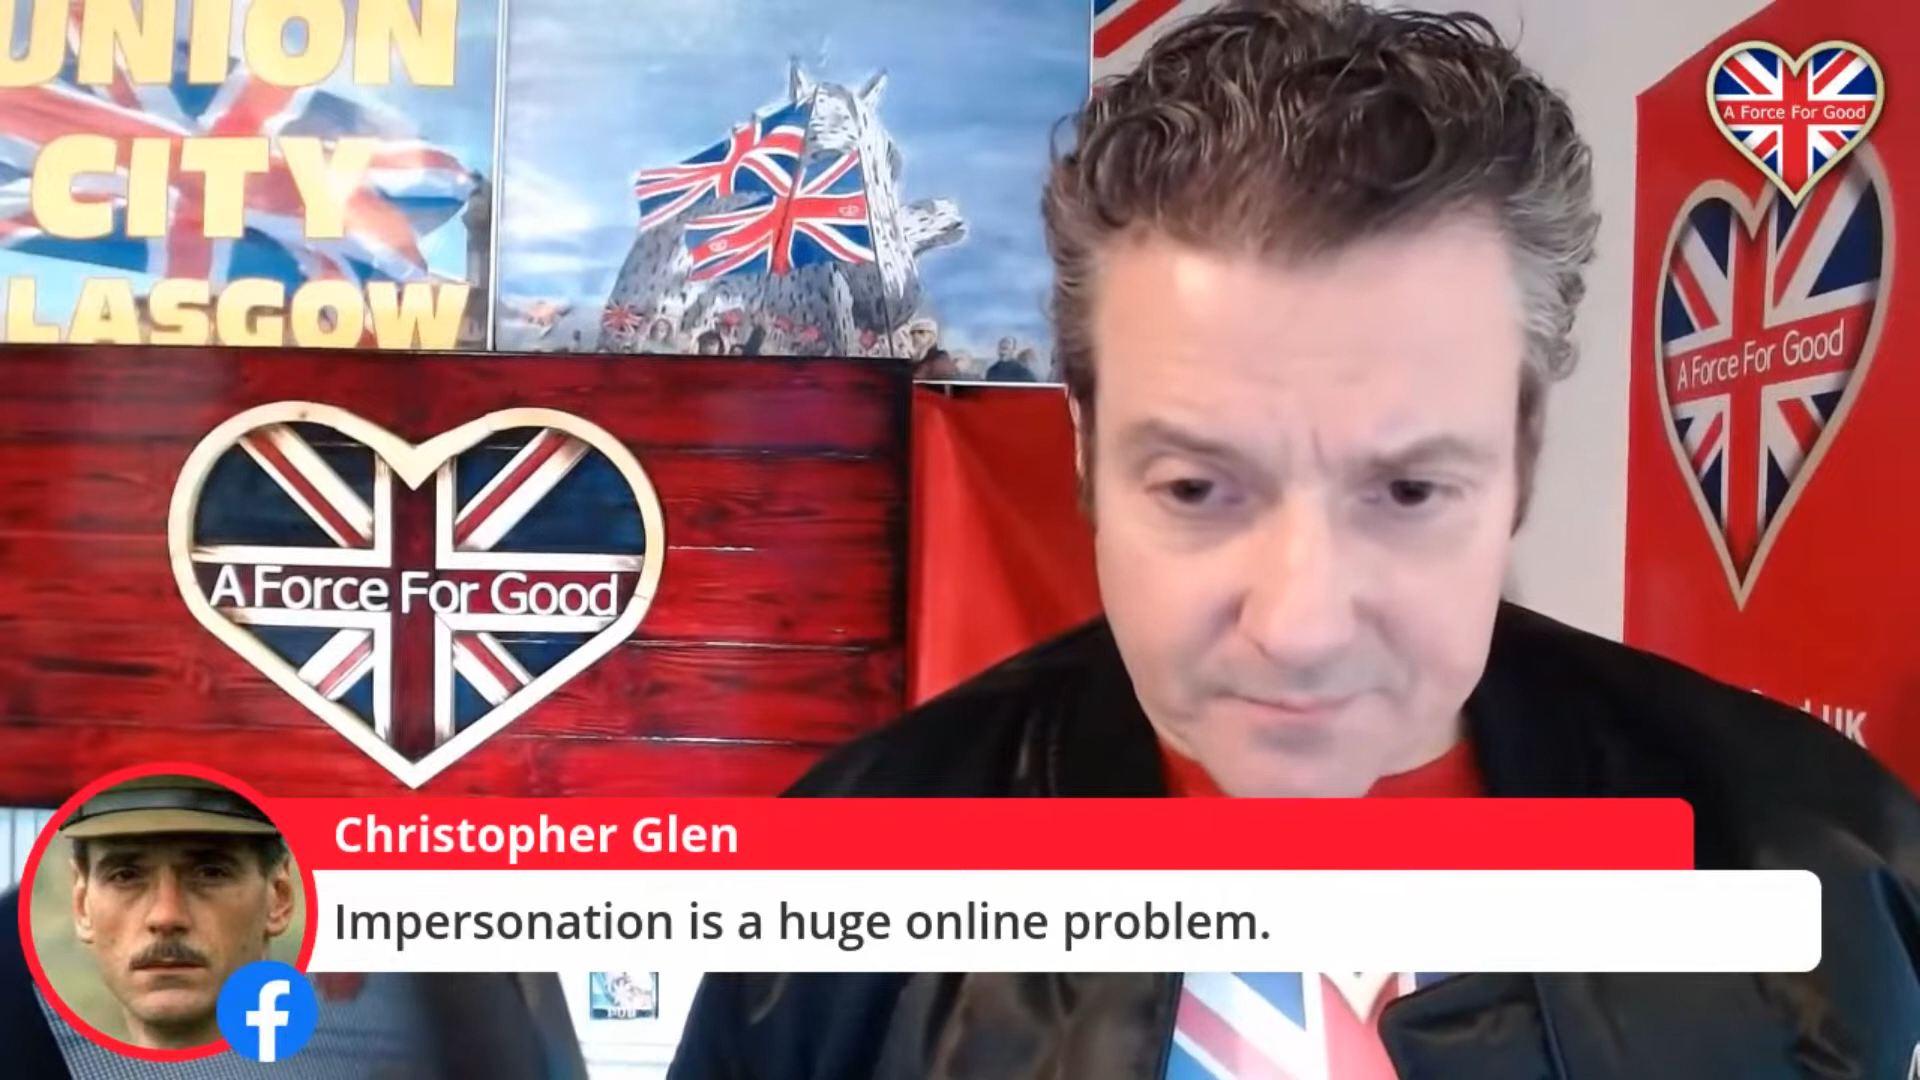 UNION
CITY
LASGOW
A Force For Good
A Force For Good
A Force For Good
UK
Christopher Glen
Impersonation is a huge online problem.
PUB